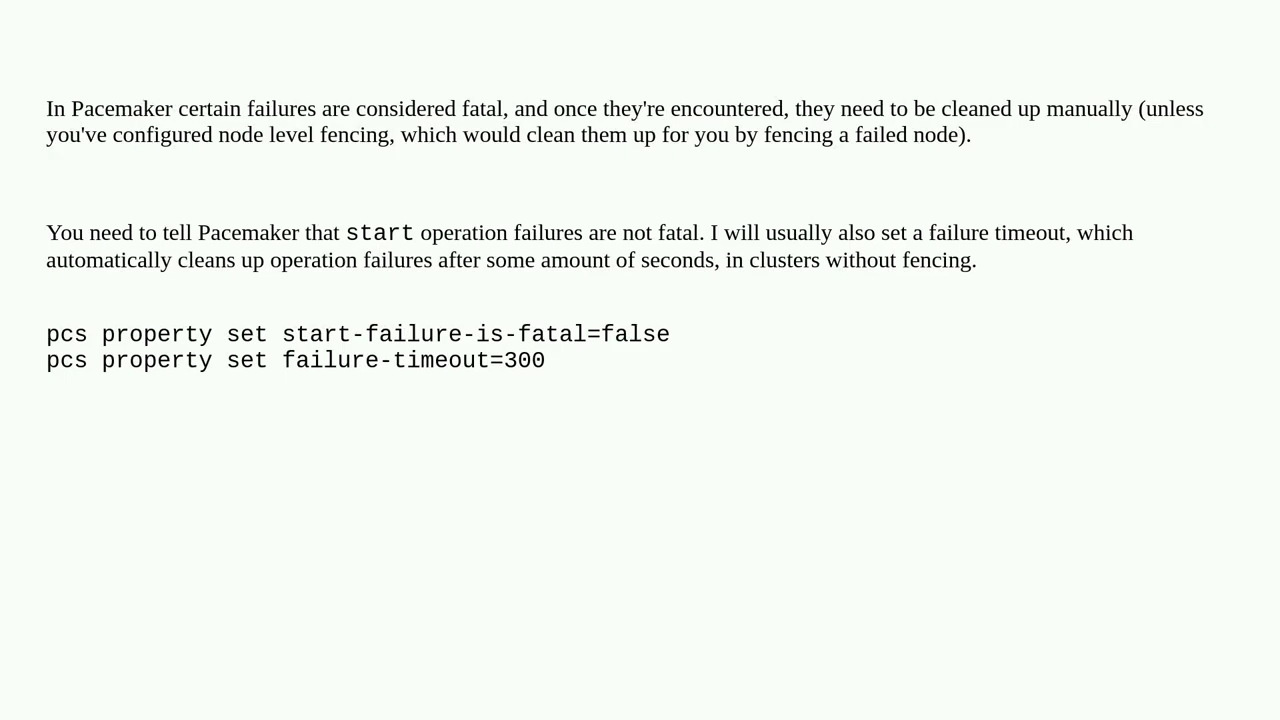 In Pacemaker certain failures are considered fatal, and once they're encountered, they need to be cleaned up manually (unless
you've configured node level fencing, which would clean them up for you by fencing a failed node).
You need to tell Pacemaker that start operation failures are not fatal. I will usually also set a failure timeout, which
automatically cleans up operation failures after some amount of seconds, in clusters without fencing.
pcs property set start-failure-is-fatal=false
pcs property set failure-timeout=300